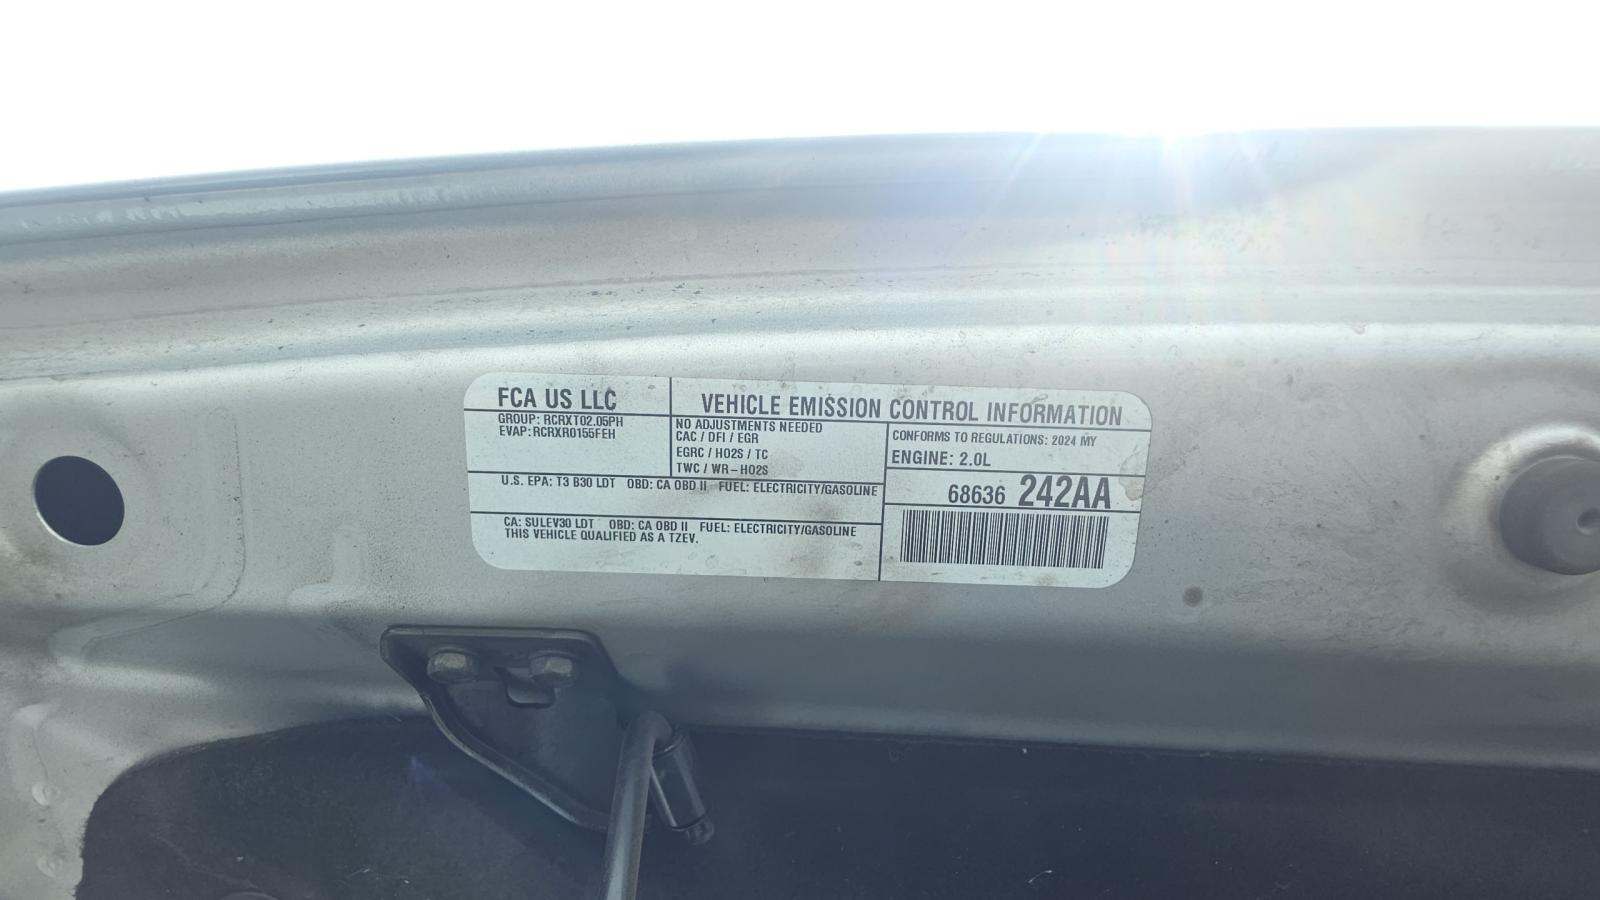 FCA US LLC
GROUP: RCRXT02.05PH
EVAP: RCRXR0155FEH
VEHICLE EMISSION CONTROL INFORMATION
NO ADJUSTMENTS NEEDED
CAC / DFI / EGR
EGRC / HO2S / TC
TWC / WR-HO2S
CONFORMS TO REGULATIONS: 2024 MY
ENGINE: 2.0L
U.S. EPA: T3 B30 LDT OBD: CA OBD II FUEL: ELECTRICITY/GASOLINE
68636 242AA
CA: SULEV30 LDT OBD: CA OBD II FUEL: ELECTRICITY/GASOLINE
THIS VEHICLE QUALIFIED AS A TZEV.